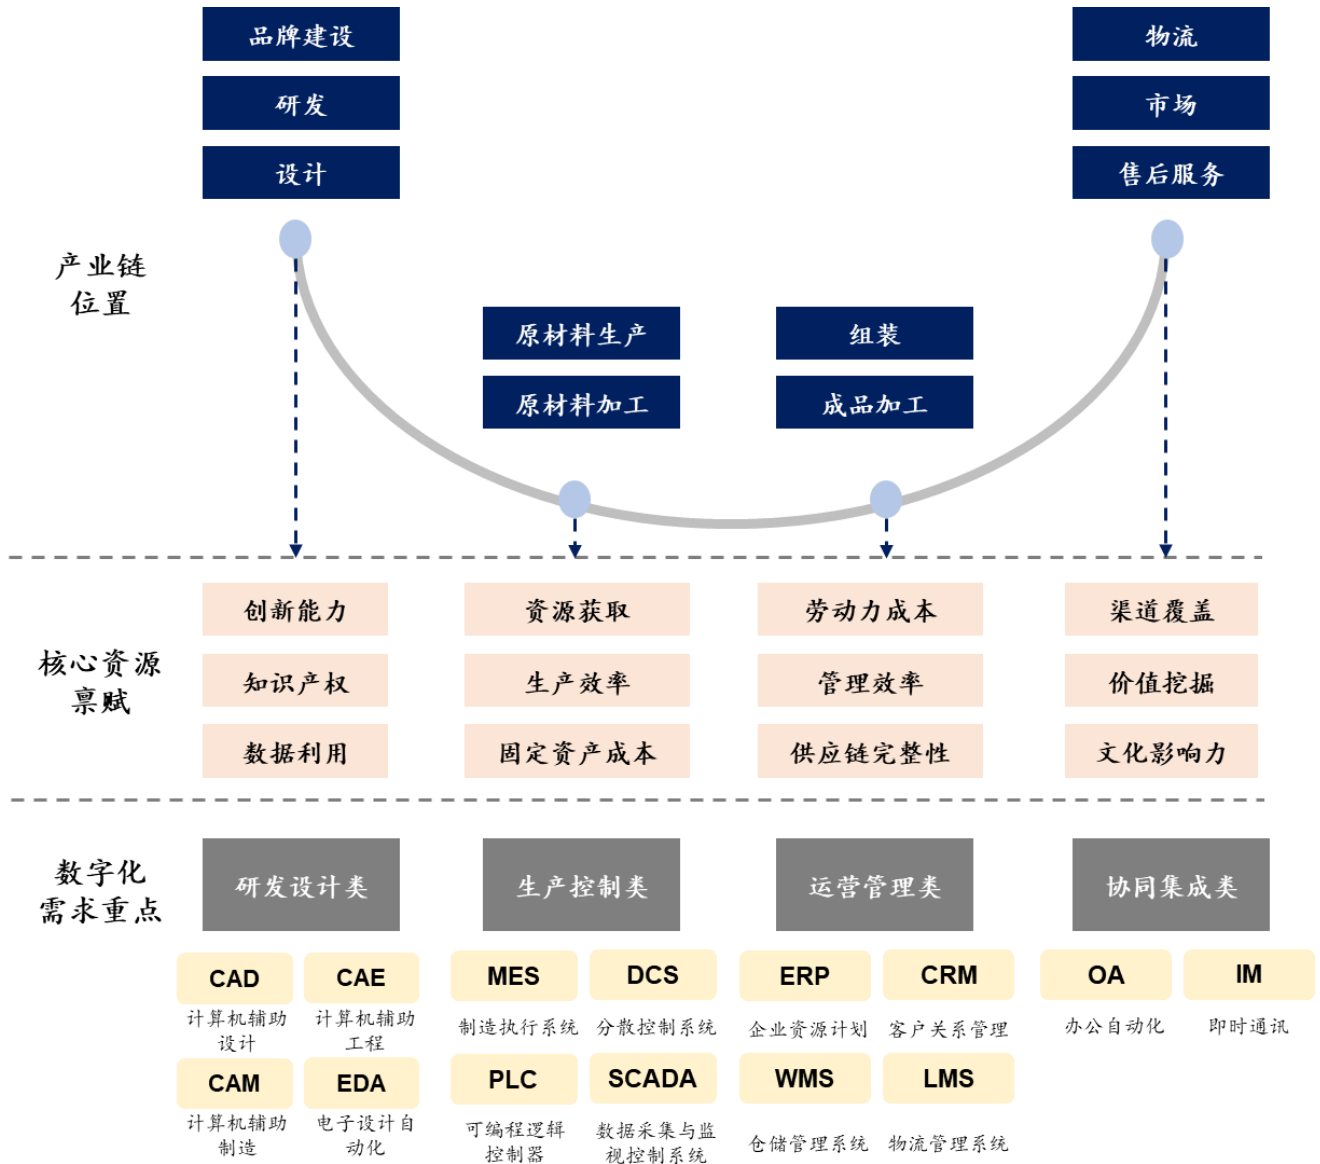 品牌建设
物流
研发
市场
设计
售后服务
产业链
位置
原材料生产
组装
原材料加工
成品加工
核心资源
禀赋
创新能力
资源获取
劳动力成本
渠道覆盖
知识产权
生产效率
管理效率
价值挖掘
数据利用
固定资产成本
供应链完整性
文化影响力
数字化
需求重点
研发设计类
生产控制类
运营管理类
协同集成类
CAD
CAE
MES
DCS
ERP
CRM
OA
IM
计算机辅助
设计
计算机辅助
工程
制造执行系统
分散控制系统
企业资源计划
客户关系管理
办公自动化
即时通讯
CAM
EDA
PLC
SCADA
WMS
LMS
计算机辅助
制造
电子设计自
动化
可编程逻辑
控制器
数据采集与监
视控制系统
仓储管理系统
物流管理系统